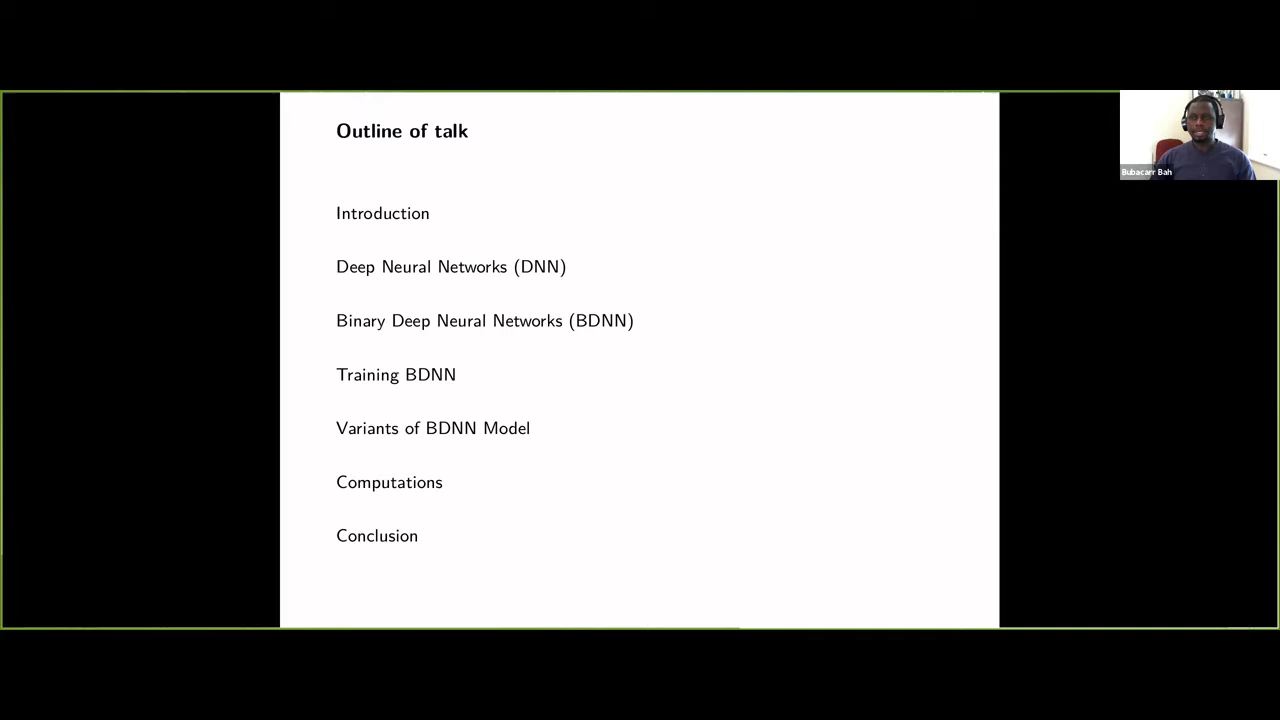 Outline of talk
Introduction
Deep Neural Networks (DNN)
Binary Deep Neural Networks (BDNN)
Training BDNN
Variants of BDNN Model
Computations
Conclusion
Bubacarr Bah